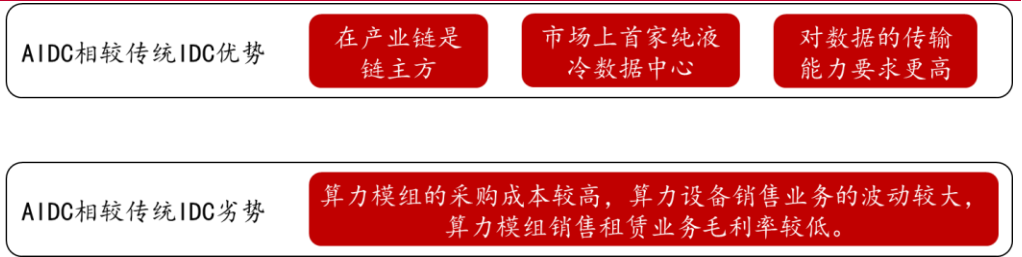 AIDC相较传统IDC优势
在产业链是
链主方
市场上首家纯液
冷数据中心
对数据的传输
能力要求更高
AIDC相较传统IDC劣势
算力模组的采购成本较高，算力设备销售业务的波动较大，
算力模组销售租赁业务毛利率较低。